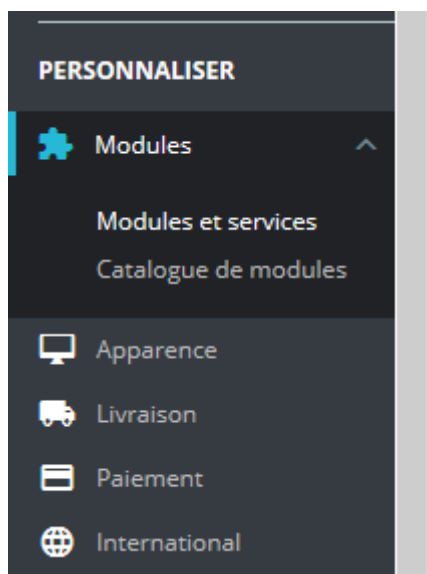 PERSONNALISER
Modules
Modules et services
Catalogue de modules
Apparence
Livraison
Paiement
International